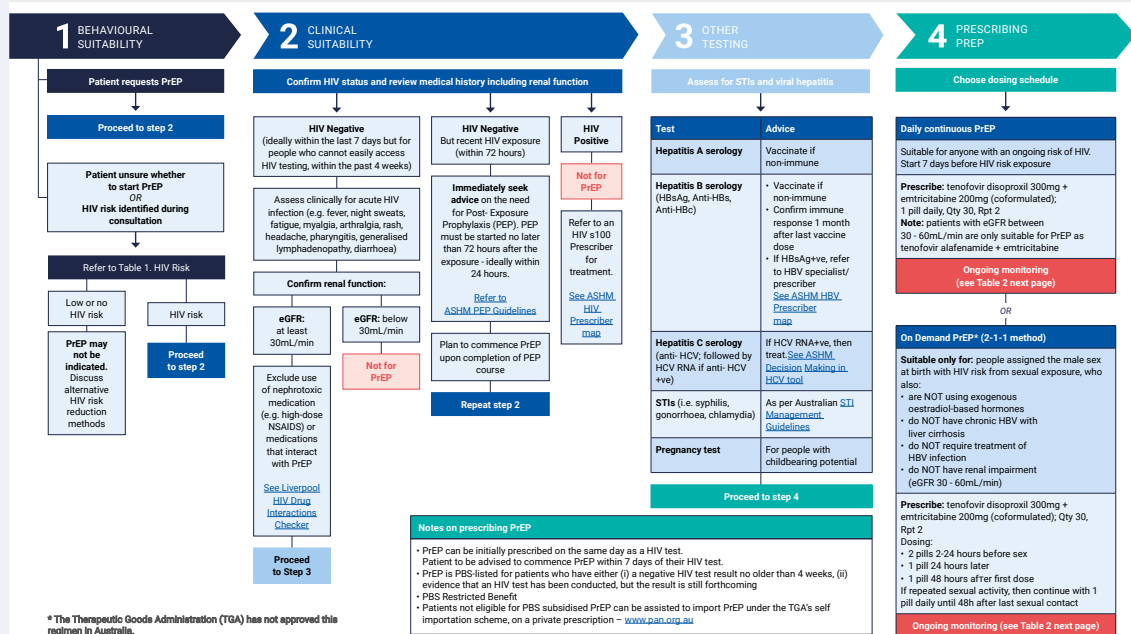 1 BEHAVIOURAL
SUITABILITY
Patient requests PrEP
Proceed to step 2
Patient unsure whether
to start PrEP
OR
HIV risk identified during
consultation
Refer to Table 1. HIV Risk
Low or no
HIV risk
PrEP may
not be
indicated.
Discuss
alternative
HIV risk
reduction
methods
HIV risk
Proceed
to step 2
2 CLINICAL
SUITABILITY
Confirm HIV status and review medical history including renal function
HIV Negative
(ideally within the last 7 days but for
people who cannot easily access
HIV testing, within the past 4 weeks)
Assess clinically for acute HIV
infection (e.g. fever, night sweats,
fatigue, myalgia, arthralgia, rash,
headache, pharyngitis, generalised
lymphadenopathy, diarrhoea)
Confirm renal function:
eGFR:
at least
30mL/min
Exclude use
of nephrotoxic
medication
(e.g. high-dose
NSAIDS) or
medications
that interact
with PrEP
See Liverpool
HIV Drug
Interactions
Checker
Proceed
to Step 3
eGFR: below
30mL/min
Not for
PrEP
HIV Negative
But recent HIV exposure
(within 72 hours)
Immediately seek
advice on the need
for Post- Exposure
Prophylaxis (PEP). PEP
must be started no later
than 72 hours after the
exposure - ideally within
24 hours.
Refer to
ASHM PEP Guidelines
Plan to commence PrEP
upon completion of PEP
course
Repeat step 2
HIV
Positive
Not for
PrEP
Refer to an
HIV s100
Prescriber
for
treatment.
See ASHM
HIV
Prescriber
map
3 OTHER
TESTING
Assess for STIs and viral hepatitis
Test Advice
Hepatitis A serology Vaccinate if
non-immune
Hepatitis B serology
(HBsAg, Anti-HBs,
Anti-HBc)
• Vaccinate if
non-immune
• Confirm immune
response 1 month
after last vaccine
dose
• If HBsAg+ve, refer
to HBV specialist/
prescriber
See ASHM HBV
Prescriber
map
Hepatitis C serology
(anti- HCV; followed by
HCV RNA if anti- HCV
+ve)
If HCV RNA+ve, then
treat.See ASHM
Decision Making in
HCV tool
STIs (i.e. syphilis,
gonorrhoea, chlamydia)
As per Australian STI
Management
Guidelines
Pregnancy test For people with
childbearing potential
Proceed to step 4
4 PRESCRIBING
PREP
Choose dosing schedule
Daily continuous PrEP
Suitable for anyone with an ongoing risk of HIV.
Start 7 days before HIV risk exposure
Prescribe: tenofovir disoproxil 300mg +
emtricitabine 200mg (coformulated);
1 pill daily, Qty 30, Rpt 2
Note: patients with eGFR between
30 - 60mL/min are only suitable for PrEP as
tenofovir alafenamide + emtricitabine
Ongoing monitoring
(see Table 2 next page)
OR
On Demand PrEP* (2-1-1 method)
Suitable only for: people assigned the male sex
at birth with HIV risk from sexual exposure, who
also:
• are NOT using exogenous
oestradiol-based hormones
• do NOT have chronic HBV with
liver cirrhosis
• do NOT require treatment of
HBV infection
• do NOT have renal impairment
(eGFR 30 - 60mL/min)
Prescribe: tenofovir disoproxil 300mg +
emtricitabine 200mg (coformulated); Qty 30,
Rpt 2
Dosing:
• 2 pills 2-24 hours before sex
• 1 pill 24 hours later
• 1 pill 48 hours after first dose
If repeated sexual activity, then continue with 1
pill daily until 48h after last sexual contact
Ongoing monitoring (see Table 2 next page)
Notes on prescribing PrEP
• PrEP can be initially prescribed on the same day as a HIV test.
Patient to be advised to commence PrEP within 7 days of their HIV test.
• PrEP is PBS-listed for patients who have either (i) a negative HIV test result no older than 4 weeks, (ii)
evidence that an HIV test has been conducted, but the result is still forthcoming
• PBS Restricted Benefit
• Patients not eligible for PBS subsidised PrEP can be assisted to import PrEP under the TGA's self
importation scheme, on a private prescription – www.pan.org.au
* The Therapeutic Goods Administration (TGA) has not approved this
regimen in Australia.